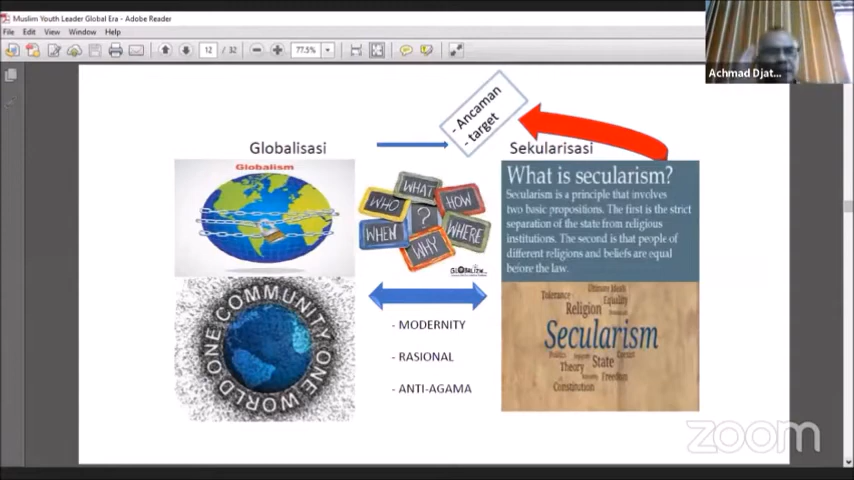 Muslim Youth Leader Global Era - Adobe Reader
File Edit View Window Help
12 / 32
77.5%
Achmad Djat...
- Ancaman
- target
Globalisasi
Sekularisasi
Globalism
WHO
WHAT
HOW
WHEN
?
WHERE
WHY
What is secularism?
Secularism is a principle that involves
two basic propositions. The first is the strict
separation of the state from religious
institutions. The second is that people of
different religions and beliefs are equal
before the law.
ONE COMMUNITY ONE WORLD
- MODERNITY
- RASIONAL
- ANTI-AGAMA
Ultimate Ideals
Tolerance
Equality
Religion
Secularism
Theory
State
Freedom
Constitution
zoom